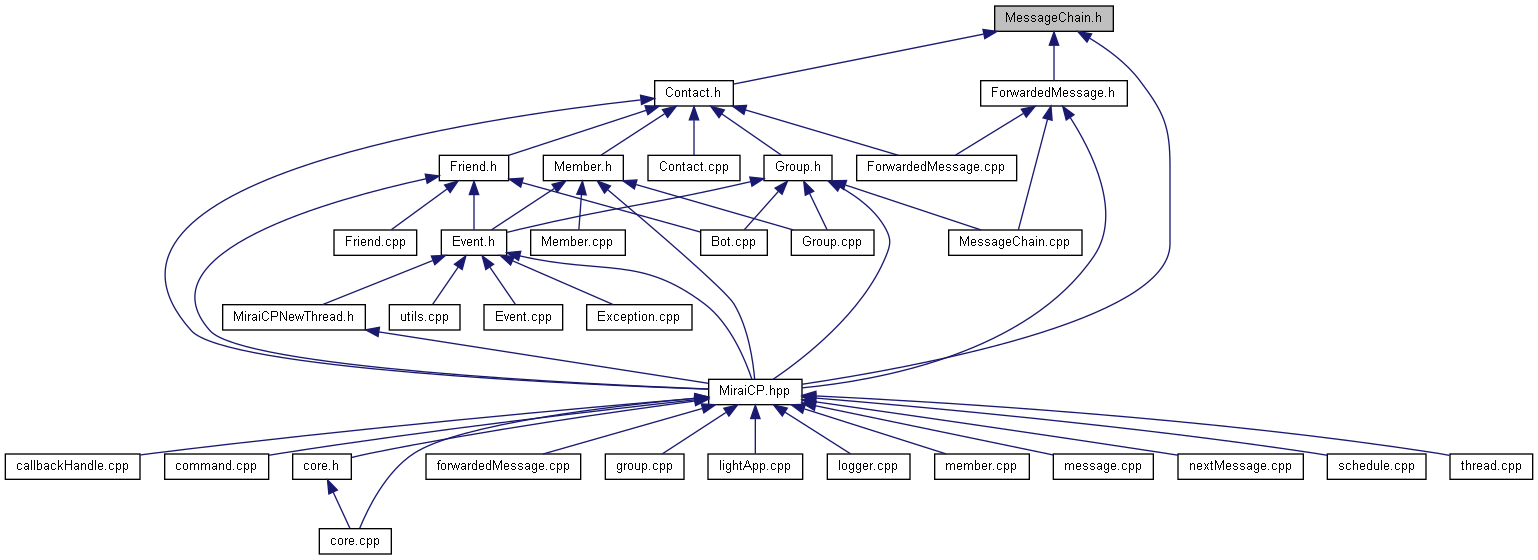 MessageChain.h
Contact.h
ForwardedMessage.h
Friend.h
Member.h
Contact.cpp
Group.h
ForwardedMessage.cpp
Friend.cpp
Event.h
Member.cpp
Bot.cpp
Group.cpp
MessageChain.cpp
MiraiCPNewThread.h
utils.cpp
Event.cpp
Exception.cpp
MiraiCP.hpp
callbackHandle.cpp
command.cpp
core.h
forwardedMessage.cpp
group.cpp
lightApp.cpp
logger.cpp
member.cpp
message.cpp
nextMessage.cpp
schedule.cpp
thread.cpp
core.cpp